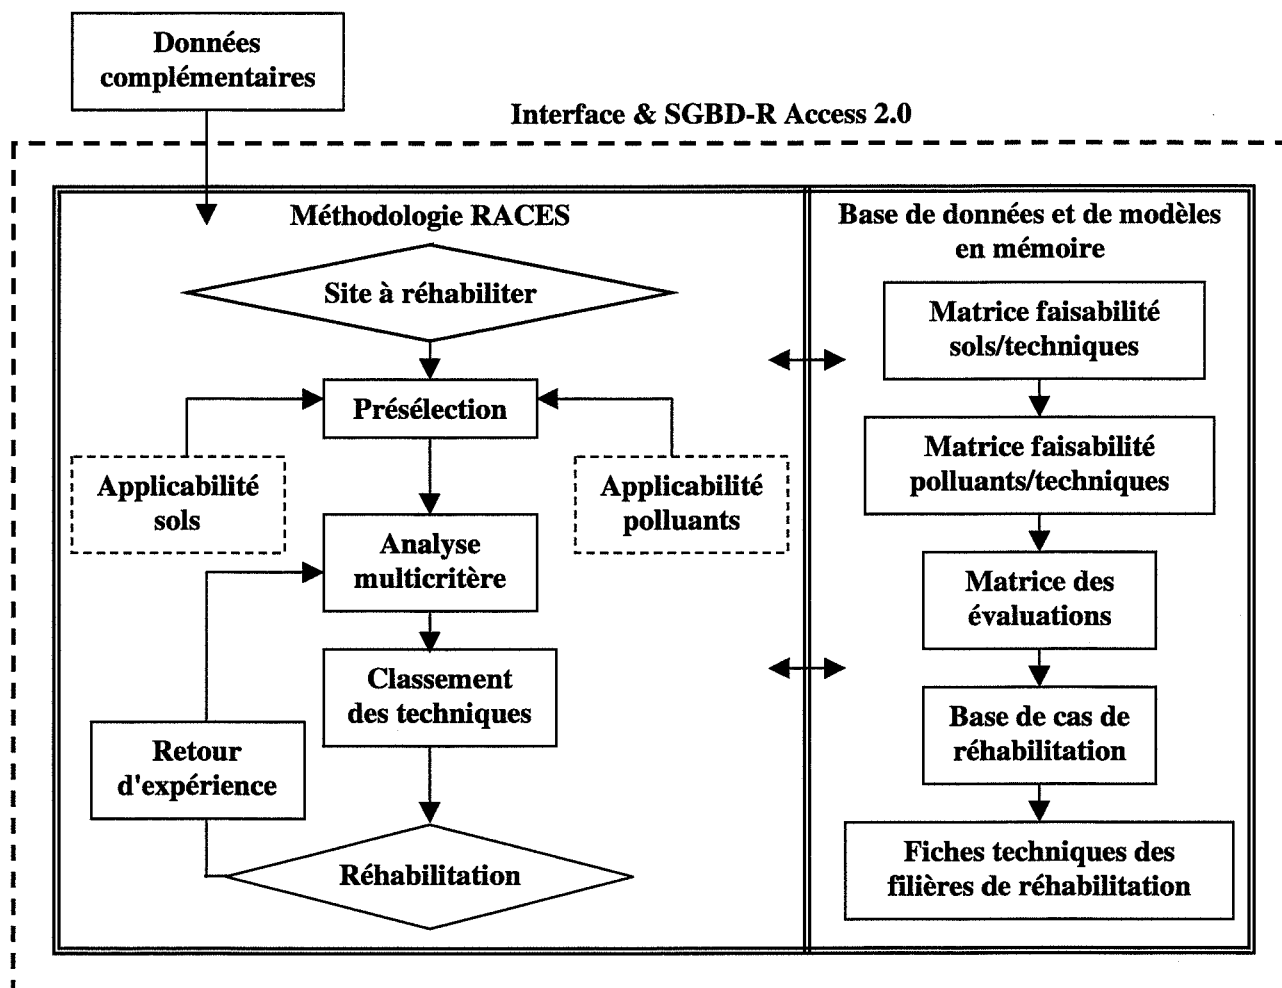 Données
complémentaires
Interface & SGBD-R Access 2.0
Méthodologie RACES
Site à réhabiliter
Présélection
Applicabilité
sols
Applicabilité
polluants
Analyse
multicritère
Classement
des techniques
Retour
d'expérience
Réhabilitation
Base de données et de modèles
en mémoire
Matrice faisabilité
sols/techniques
Matrice faisabilité
polluants/techniques
Matrice des
évaluations
Base de cas de
réhabilitation
Fiches techniques des
filières de réhabilitation